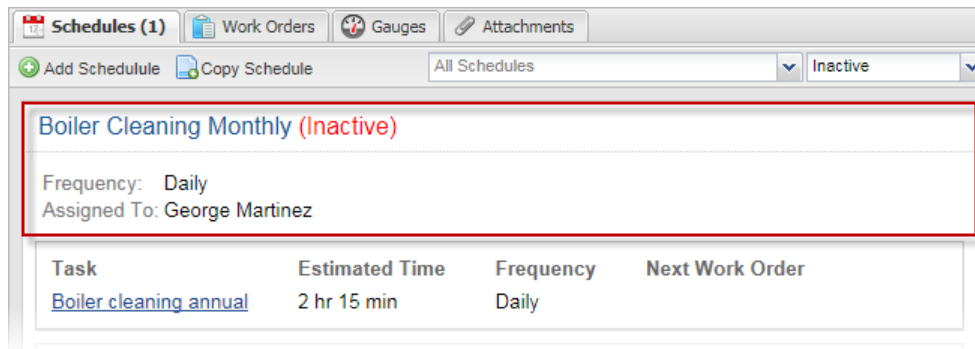 Schedules (1) Work Orders Gauges Attachments
Add Schedulule Copy Schedule All Schedules Inactive
Boiler Cleaning Monthly (Inactive)
Frequency: Daily
Assigned To: George Martinez
Task Estimated Time Frequency Next Work Order
Boiler cleaning annual 2 hr 15 min Daily